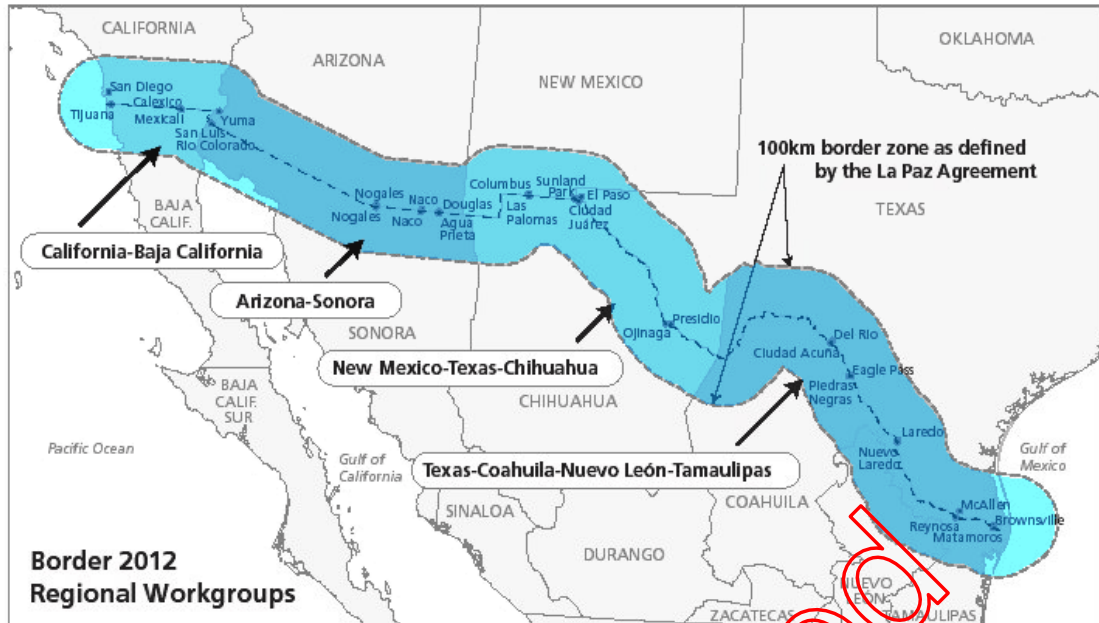 CALIFORNIA
ARIZONA
NEW MEXICO
OKLAHOMA
TEXAS
San Diego
Tijuana
Calexico
Mexicali
Yuma
San Luis
Rio Colorado
BAJA
CALIF.
California-Baja California
Nogales
Nogales
Naco
Naco
Douglas
Agua
Prieta
Arizona-Sonora
SONORA
Columbus
Las
Palomas
Sunland
Park
El Paso
Ciudad
Juárez
100km border zone as defined
by the La Paz Agreement
Ojinaga
Presidio
New Mexico-Texas-Chihuahua
CHIHUAHUA
Del Rio
Ciudad Acuña
Eagle Pass
Piedras
Negras
Laredo
Nuevo
Laredo
Texas-Coahuila-Nuevo León-Tamaulipas
BAJA
CALIF.
SUR
Pacific Ocean
Gulf of
California
Gulf of
Mexico
SINALOA
COAHUILA
DURANGO
McAllen
Reynosa
Brownsville
Matamoros
NUEVO
LEÓN
ZACATECAS
TAMAULIPAS
Border 2012
Regional Workgroups
ed